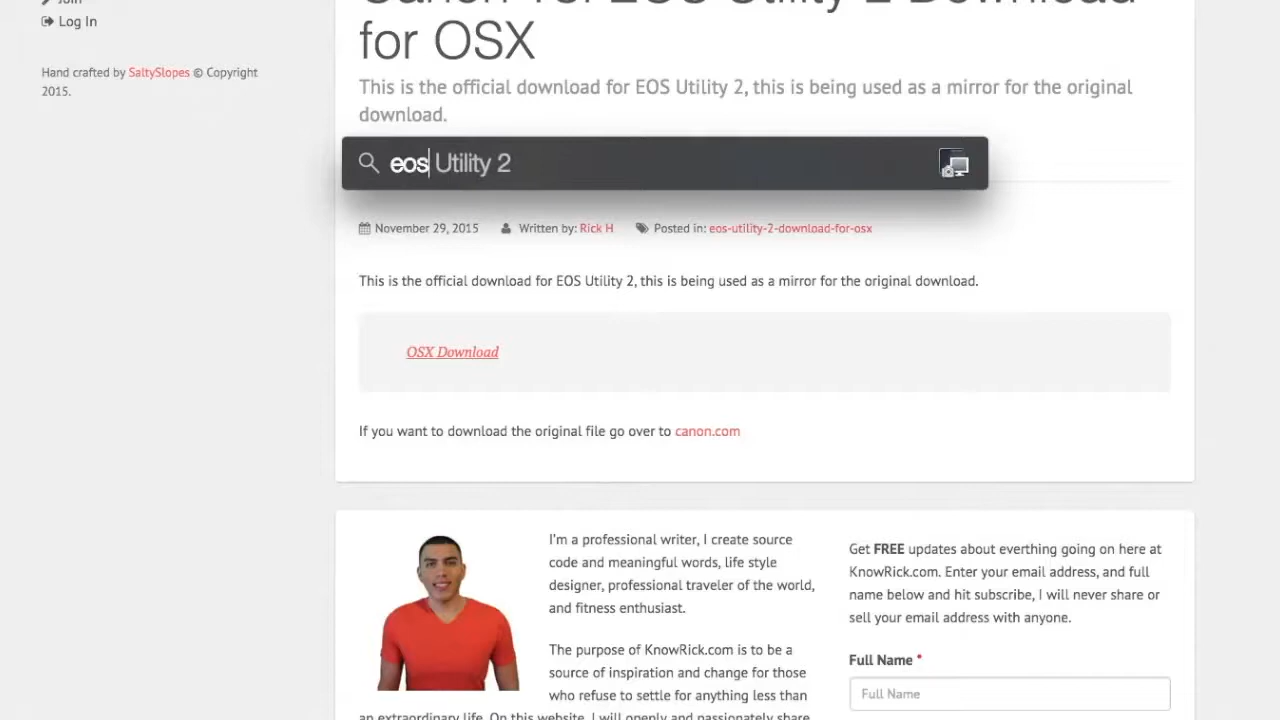 Join
Log In
Hand crafted by SaltySlopes © Copyright
2015.
Canon T3i EOS Utility 2 Download
for OSX
This is the official download for EOS Utility 2, this is being used as a mirror for the original
download.
eos Utility 2
November 29, 2015 Written by: Rick H Posted in: eos-utility-2-download-for-osx
This is the official download for EOS Utility 2, this is being used as a mirror for the original download.
OSX Download
If you want to download the original file go over to canon.com
I'm a professional writer, I create source
code and meaningful words, life style
designer, professional traveler of the world,
and fitness enthusiast.
The purpose of KnowRick.com is to be a
source of inspiration and change for those
who refuse to settle for anything less than
an extraordinary life. On this website, I will openly and passionately share
Get FREE updates about everthing going on here at
KnowRick.com. Enter your email address, and full
name below and hit subscribe, I will never share or
sell your email address with anyone.
Full Name *
Full Name